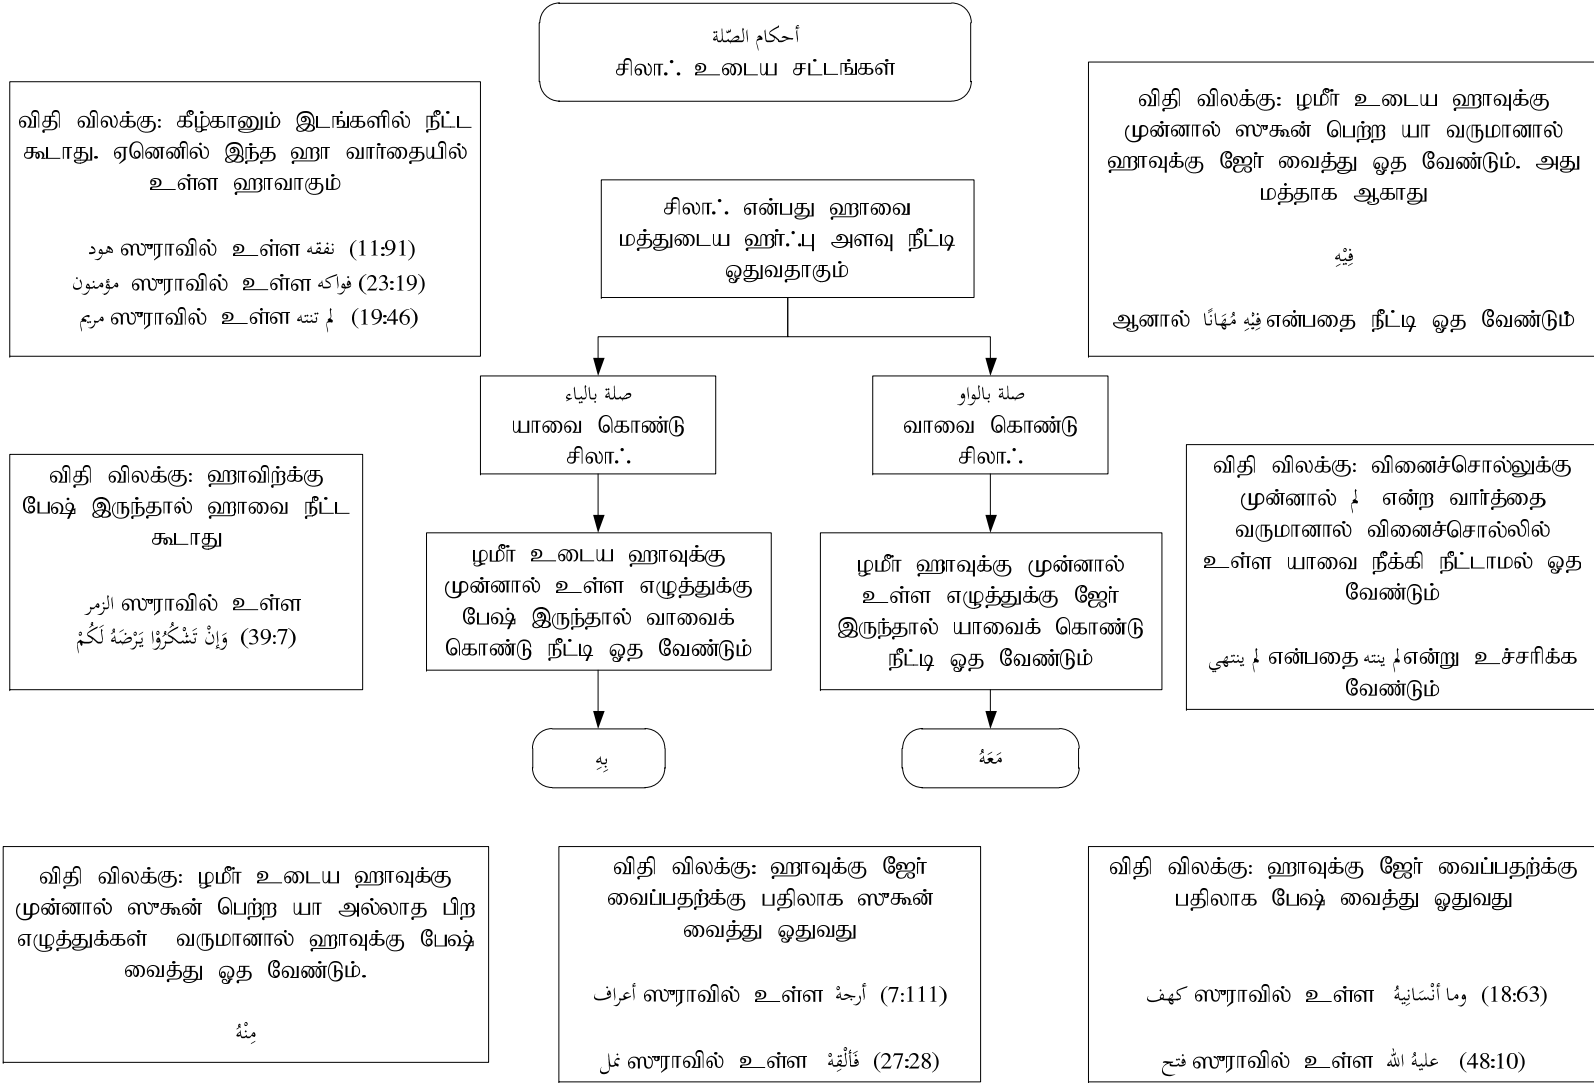 أحكام الصّلة
சிலாஃ உடைய சட்டங்கள்
விதி விலக்கு: கீழ்கானும் இடங்களில் நீட்ட
கூடாது. ஏனெனில் இந்த ஹா வார்தையில்
உள்ள ஹாவாகும்
هود ஸுராவில் உள்ள نفقه (11:91)
مؤمنون ஸுராவில் உள்ள فواكه (23:19)
مريم ஸுராவில் உள்ள لم تنته (19:46)
சிலாஃ என்பது ஹாவை
மத்துடைய ஹர்ஃபு அளவு நீட்டி
ஓதுவதாகும்
விதி விலக்கு: ழமீர் உடைய ஹாவுக்கு
முன்னால் ஸுகூன் பெற்ற யா வருமானால்
ஹாவுக்கு ஜேர் வைத்து ஓத வேண்டும். அது
மத்தாக ஆகாது
فِيْهِ
ஆனால் فِيْهِ مُهَانًا என்பதை நீட்டி ஓத வேண்டும்
صلة بالياء
யாவை கொண்டு
சிலாஃ
صلة بالواو
வாவை கொண்டு
சிலாஃ
விதி விலக்கு: ஹாவிற்க்கு
பேஷ் இருந்தால் ஹாவை நீட்ட
கூடாது
الزمر ஸுராவில் உள்ள
وَإنْ تَشْكُرُوْا يَرْضَهُ لَكُمْ (39:7)
ழமீர் உடைய ஹாவுக்கு
முன்னால் உள்ள எழுத்துக்கு
பேஷ் இருந்தால் வாவைக்
கொண்டு நீட்டி ஓத வேண்டும்
ழமீர் ஹாவுக்கு முன்னால்
உள்ள எழுத்துக்கு ஜேர்
இருந்தால் யாவைக் கொண்டு
நீட்டி ஓத வேண்டும்
விதி விலக்கு: வினைச்சொல்லுக்கு
முன்னால் لم என்ற வார்த்தை
வருமானால் வினைச்சொல்லில்
உள்ள யாவை நீக்கி நீட்டாமல் ஓத
வேண்டும்
لم ينتهي என்பதை لم ينته என்று உச்சரிக்க
வேண்டும்
بِهِ
مَعَهُ
விதி விலக்கு: ழமீர் உடைய ஹாவுக்கு
முன்னால் ஸுகூன் பெற்ற யா அல்லாத பிற
எழுத்துக்கள் வருமானால் ஹாவுக்கு பேஷ்
வைத்து ஓத வேண்டும்.
مِنْهُ
விதி விலக்கு: ஹாவுக்கு ஜேர்
வைப்பதற்க்கு பதிலாக ஸுகூன்
வைத்து ஓதுவது
أعراف ஸுராவில் உள்ள أرجهْ (7:111)
نمل ஸுராவில் உள்ள فَألْقِهْ (27:28)
விதி விலக்கு: ஹாவுக்கு ஜேர் வைப்பதற்க்கு
பதிலாக பேஷ் வைத்து ஓதுவது
كهف ஸுராவில் உள்ள وما أنْسَانِيهُ (18:63)
فتح ஸுராவில் உள்ள عليهُ الله (48:10)